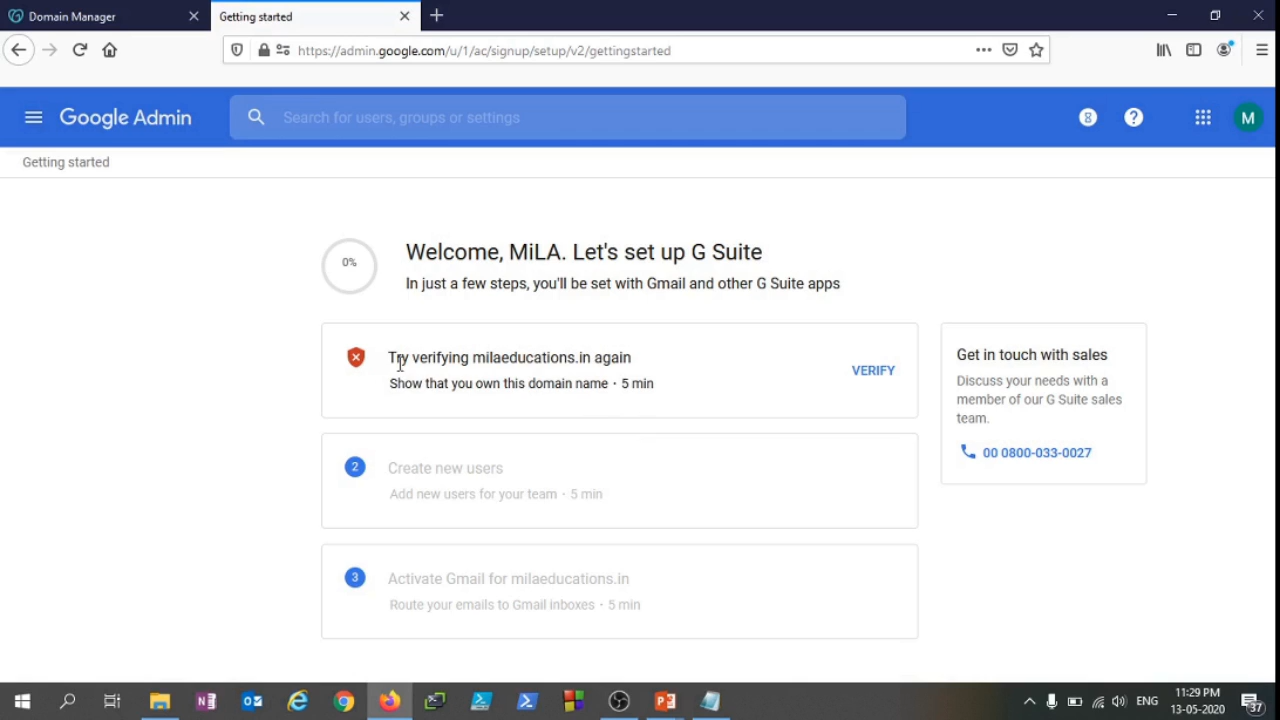 Domain Manager
Getting started
https://admin.google.com/u/1/ac/signup/setup/v2/gettingstarted
Google Admin
Search for users, groups or settings
M
Getting started
0%
Welcome, MiLA. Let's set up G Suite
In just a few steps, you'll be set with Gmail and other G Suite apps
Try verifying milaeducations.in again
Show that you own this domain name · 5 min
VERIFY
2
Create new users
Add new users for your team · 5 min
3
Activate Gmail for milaeducations.in
Route your emails to Gmail inboxes · 5 min
Get in touch with sales
Discuss your needs with a
member of our G Suite sales
team.
00 0800-033-0027
ENG
11:29 PM
13-05-2020
37